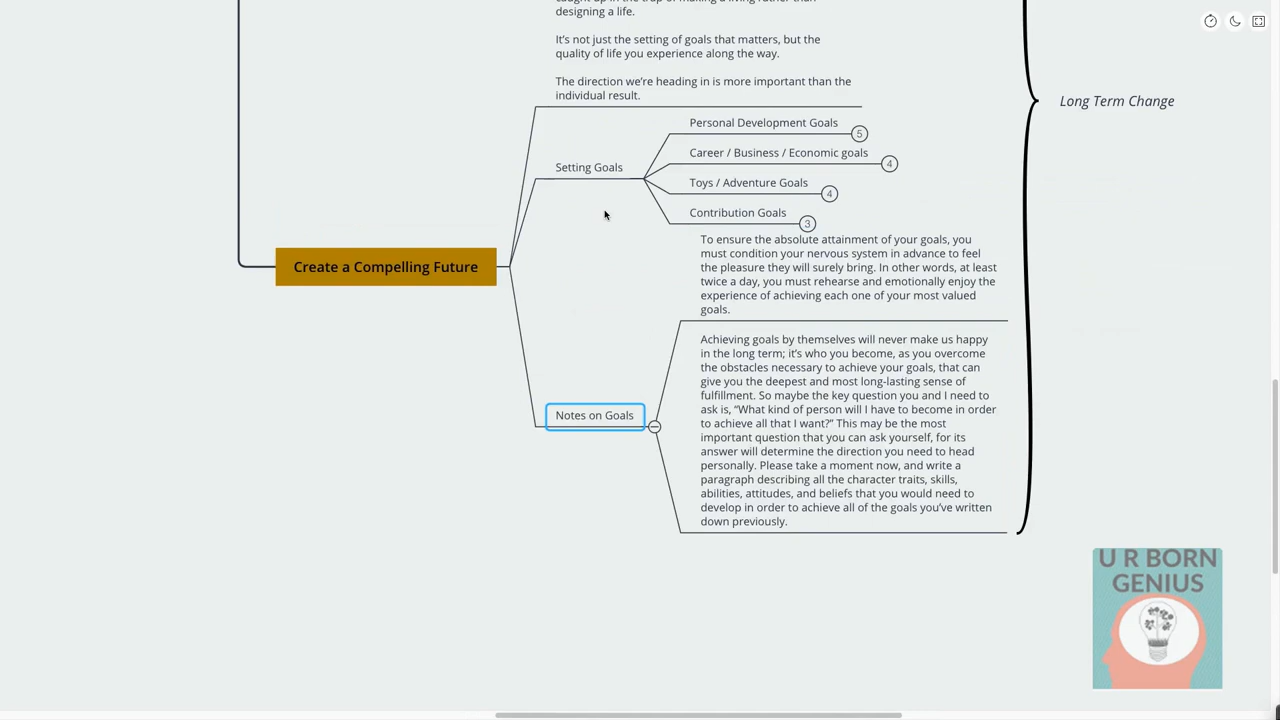 designing a life.
It's not just the setting of goals that matters, but the
quality of life you experience along the way.
The direction we're heading in is more important than the
individual result.
Long Term Change
Personal Development Goals
5
Career / Business / Economic goals
4
Setting Goals
Toys / Adventure Goals
4
Contribution Goals
3
Create a Compelling Future
To ensure the absolute attainment of your goals, you
must condition your nervous system in advance to feel
the pleasure they will surely bring. In other words, at least
twice a day, you must rehearse and emotionally enjoy the
experience of achieving each one of your most valued
goals.
Notes on Goals
Achieving goals by themselves will never make us happy
in the long term; it's who you become, as you overcome
the obstacles necessary to achieve your goals, that can
give you the deepest and most long-lasting sense of
fulfillment. So maybe the key question you and I need to
ask is, “What kind of person will I have to become in order
to achieve all that I want?” This may be the most
important question that you can ask yourself, for its
answer will determine the direction you need to head
personally. Please take a moment now, and write a
paragraph describing all the character traits, skills,
abilities, attitudes, and beliefs that you would need to
develop in order to achieve all of the goals you've written
down previously.
U R BORN
GENIUS